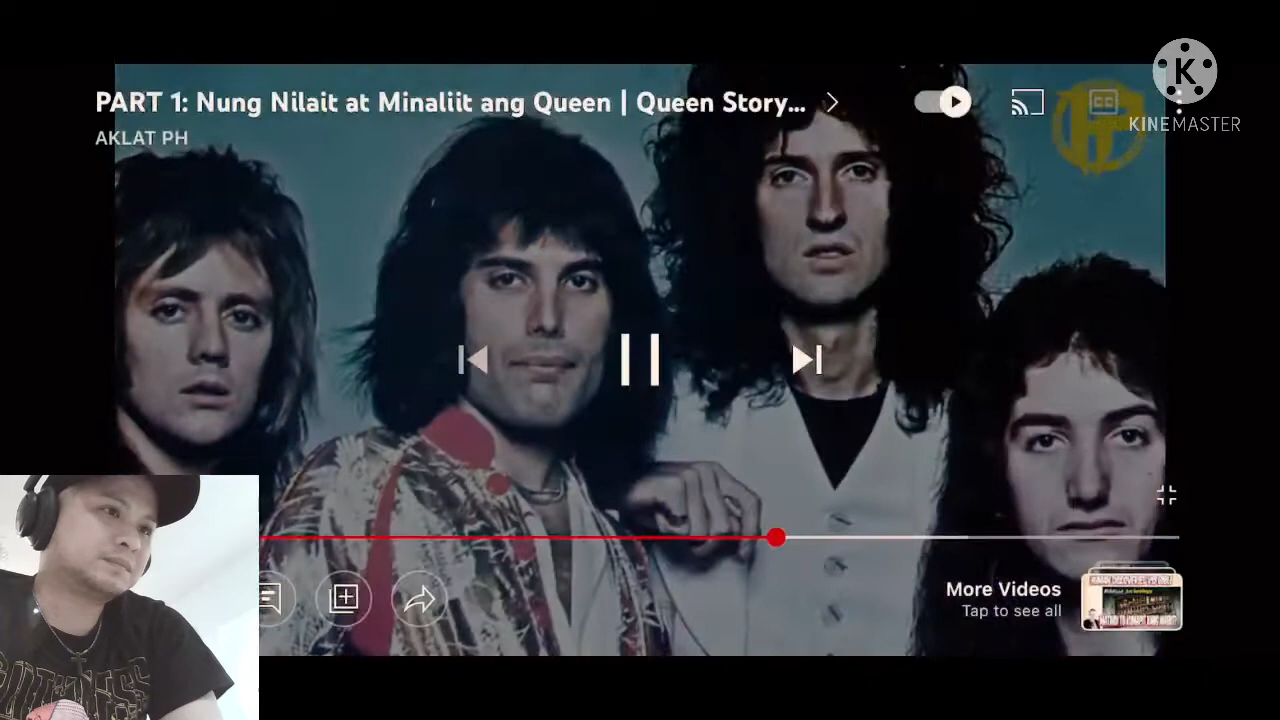 PART 1: Nung Nilait at Minaliit ang Queen | Queen Story...
AKLAT PH
KINEMASTER
More Videos
Tap to see all